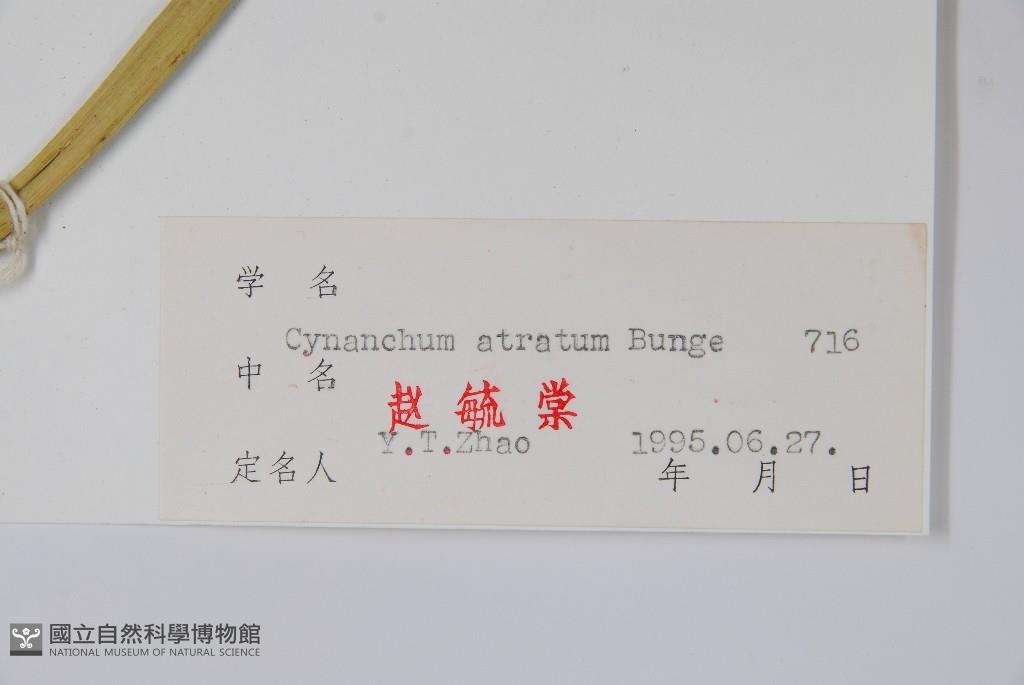 学 名
Cynanchum atratum Bunge 716
中 名
赵 毓 棠
Y.T.Zhao 1995.06.27.
定名人 年 月 日
國立自然科學博物館
NATIONAL MUSEUM OF NATURAL SCIENCE